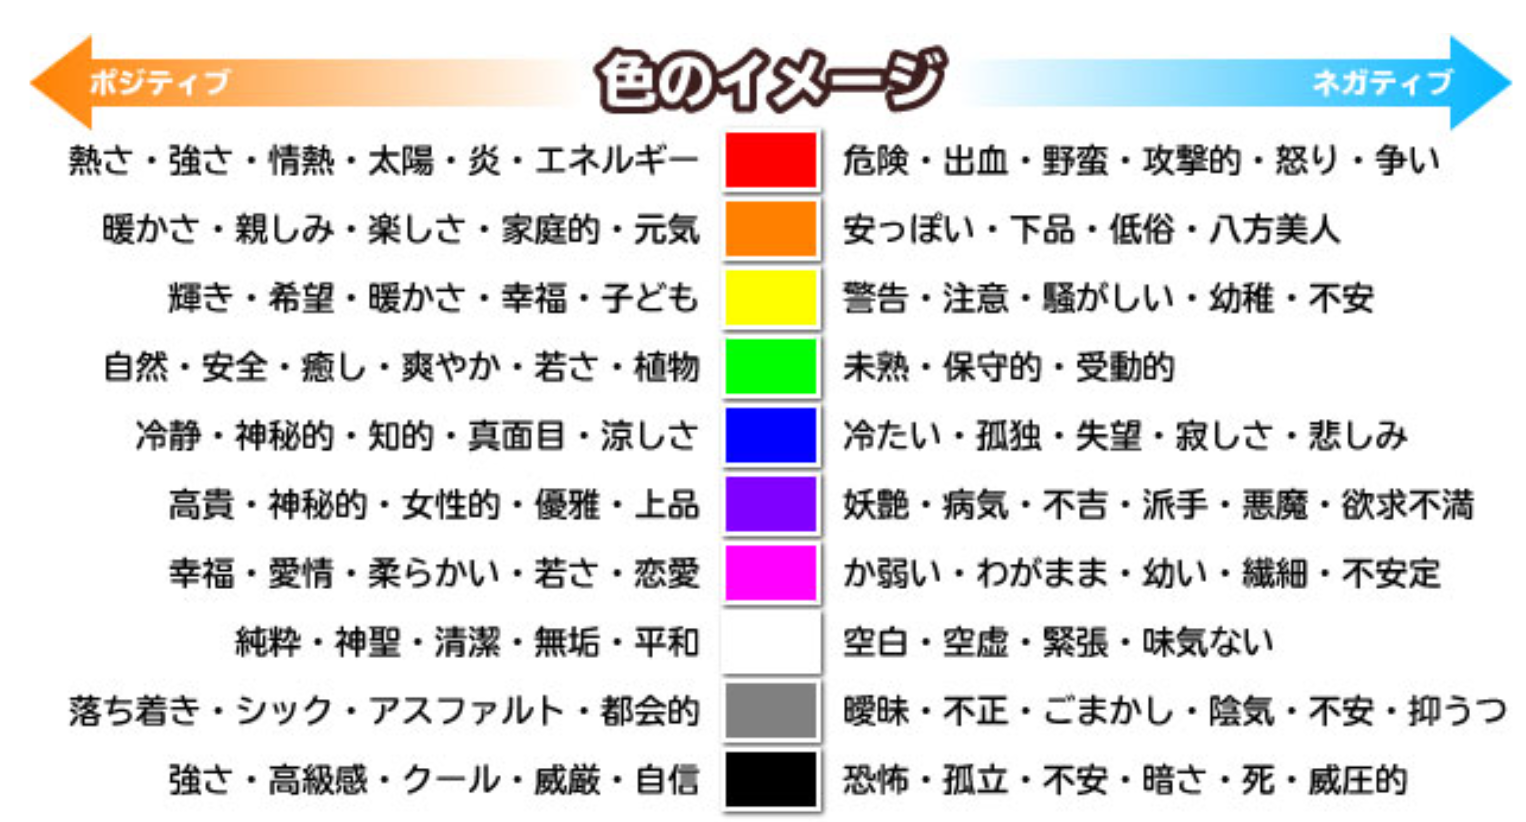 色のイメージ
ポジティブ
ネガティブ
熱さ・強さ・情熱・太陽・炎・エネルギー
危険・出血・野蛮・攻撃的・怒り・争い
暖かさ・親しみ・楽しさ・家庭的・元気
安っぽい・下品・低俗・八方美人
輝き・希望・暖かさ・幸福・子ども
警告・注意・騒がしい・幼稚・不安
自然・安全・癒し・爽やか・若さ・植物
未熟・保守的・受動的
冷静・神秘的・知的・真面目・涼しさ
冷たい・孤独・失望・寂しさ・悲しみ
高貴・神秘的・女性的・優雅・上品
妖艶・病気・不吉・派手・悪魔・欲求不満
幸福・愛情・柔らかい・若さ・恋愛
か弱い・わがまま・幼い・繊細・不安定
純粋・神聖・清潔・無垢・平和
空白・空虚・緊張・味気ない
落ち着き・シック・アスファルト・都会的
曖昧・不正・ごまかし・陰気・不安・抑うつ
強さ・高級感・クール・威厳・自信
恐怖・孤立・不安・暗さ・死・威圧的